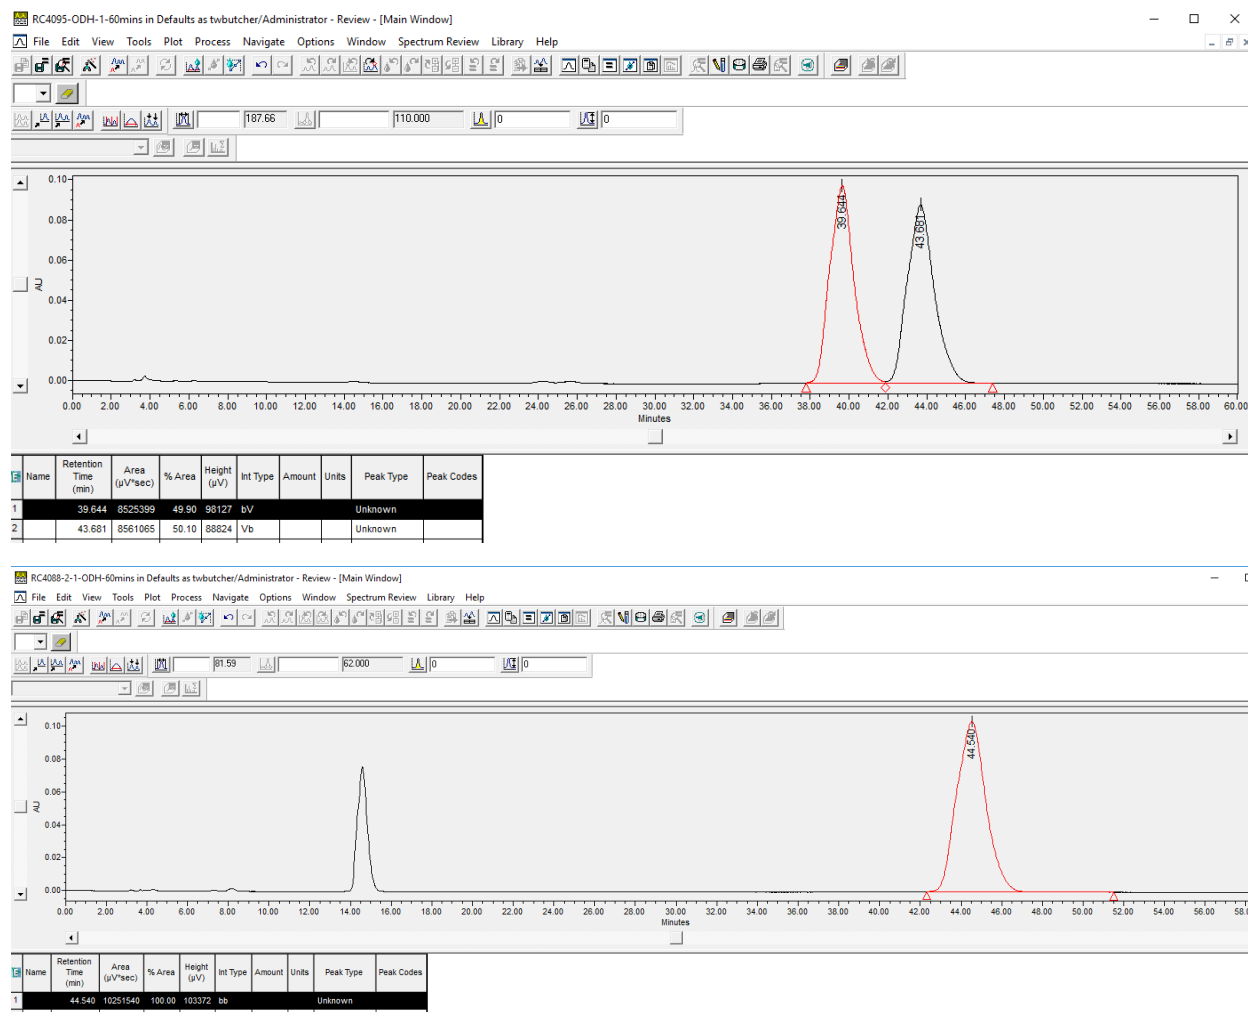 RC4095-ODH-1-60mins in Defaults as twbutcher/Administrator - Review - [Main Window]
File Edit View Tools Plot Process Navigate Options Window Spectrum Review Library Help
187.66 110.000 0 0
0.10
0.08
0.06
0.04
0.02
0.00
AU
39.644
43.681
0.00 2.00 4.00 6.00 8.00 10.00 12.00 14.00 16.00 18.00 20.00 22.00 24.00 26.00 28.00 30.00 32.00 34.00 36.00 38.00 40.00 42.00 44.00 46.00 48.00 50.00 52.00 54.00 56.00 58.00 60.00
Minutes
Name Retention Time (min) Area (µV*sec) % Area Height (µV) Int Type Amount Units Peak Type Peak Codes
1 39.644 8525399 49.90 98127 bV Unknown
2 43.681 8561065 50.10 88824 Vb Unknown
RC4088-2-1-ODH-60mins in Defaults as twbutcher/Administrator - Review - [Main Window]
File Edit View Tools Plot Process Navigate Options Window Spectrum Review Library Help
81.59 62.000 0 0
0.10
0.08
0.06
0.04
0.02
0.00
AU
44.540
0.00 2.00 4.00 6.00 8.00 10.00 12.00 14.00 16.00 18.00 20.00 22.00 24.00 26.00 28.00 30.00 32.00 34.00 36.00 38.00 40.00 42.00 44.00 46.00 48.00 50.00 52.00 54.00 56.00 58.0
Minutes
Name Retention Time (min) Area (µV*sec) % Area Height (µV) Int Type Amount Units Peak Type Peak Codes
1 44.540 10251540 100.00 103372 bb Unknown